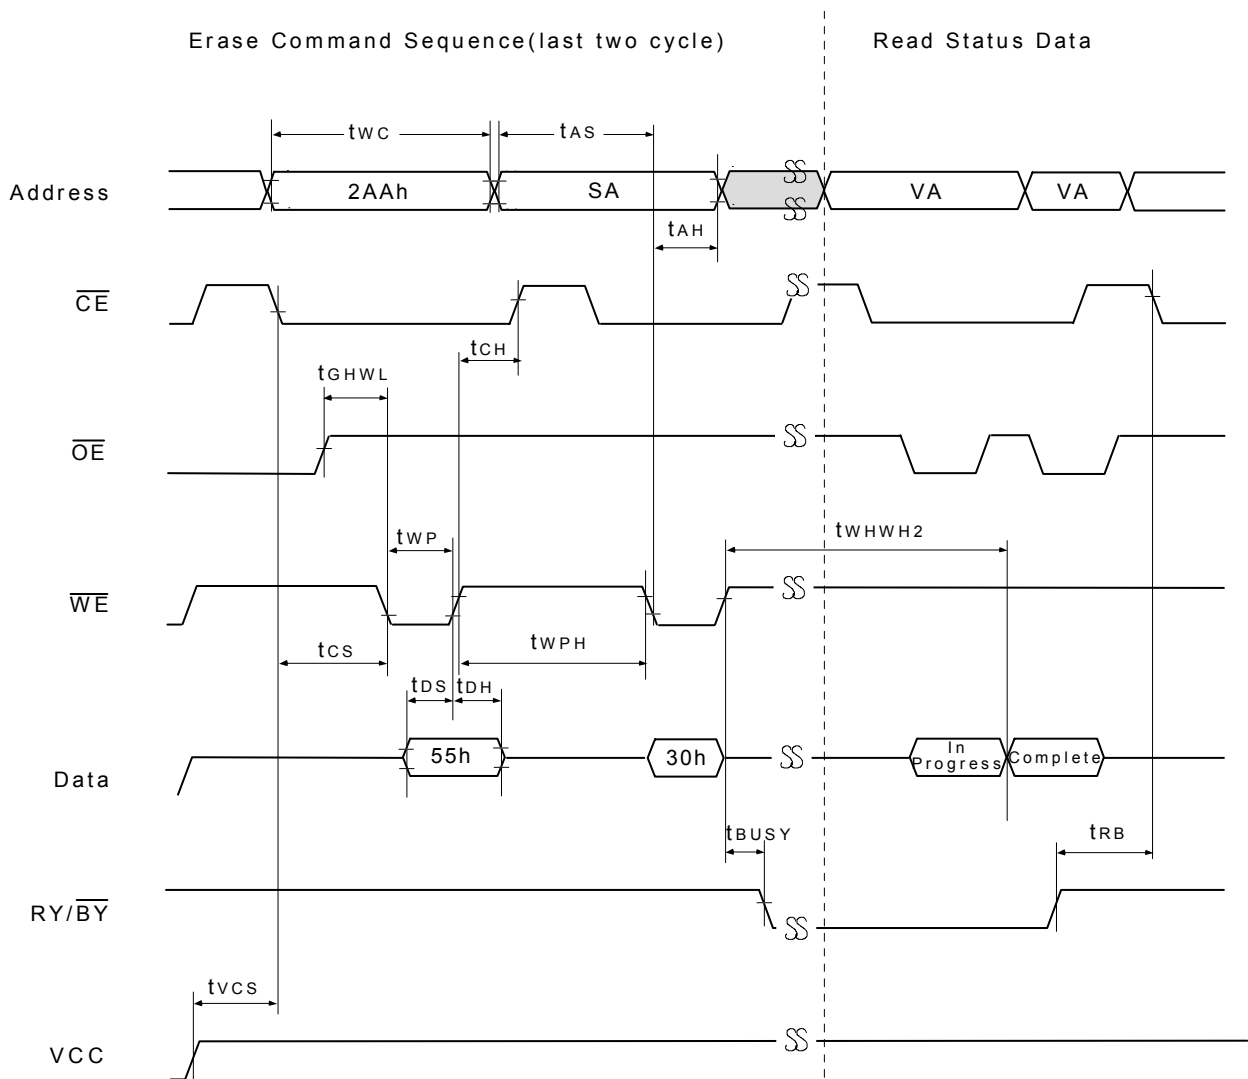 Erase Command Sequence(last two cycle)
Read Status Data
tWC
tAS
Address
2AAh
SA
VA
VA
tAH
CE
tCH
tGHWL
OE
tWP
tWHWH2
WE
tCS
tWPH
tDS
tDH
Data
55h
30h
In
Progress
Complete
tBUSY
tRB
RY/BY
tVCS
VCC